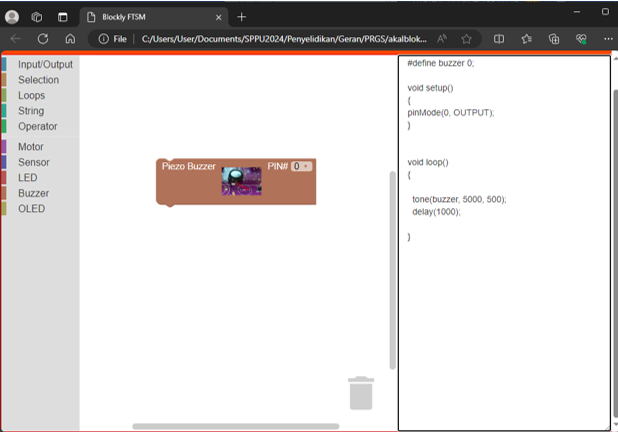 Blockly FTSM
File
C:/Users/User/Documents/SPPU2024/Penyelidikan/Geran/PRGS/akalblok...
Input/Output
Selection
Loops
String
Operator
Motor
Sensor
LED
Buzzer
OLED
Piezo Buzzer PIN# 0
#define buzzer 0;
void setup()
{
pinMode(0, OUTPUT);
}
void loop()
{
tone(buzzer, 5000, 500);
delay(1000);
}